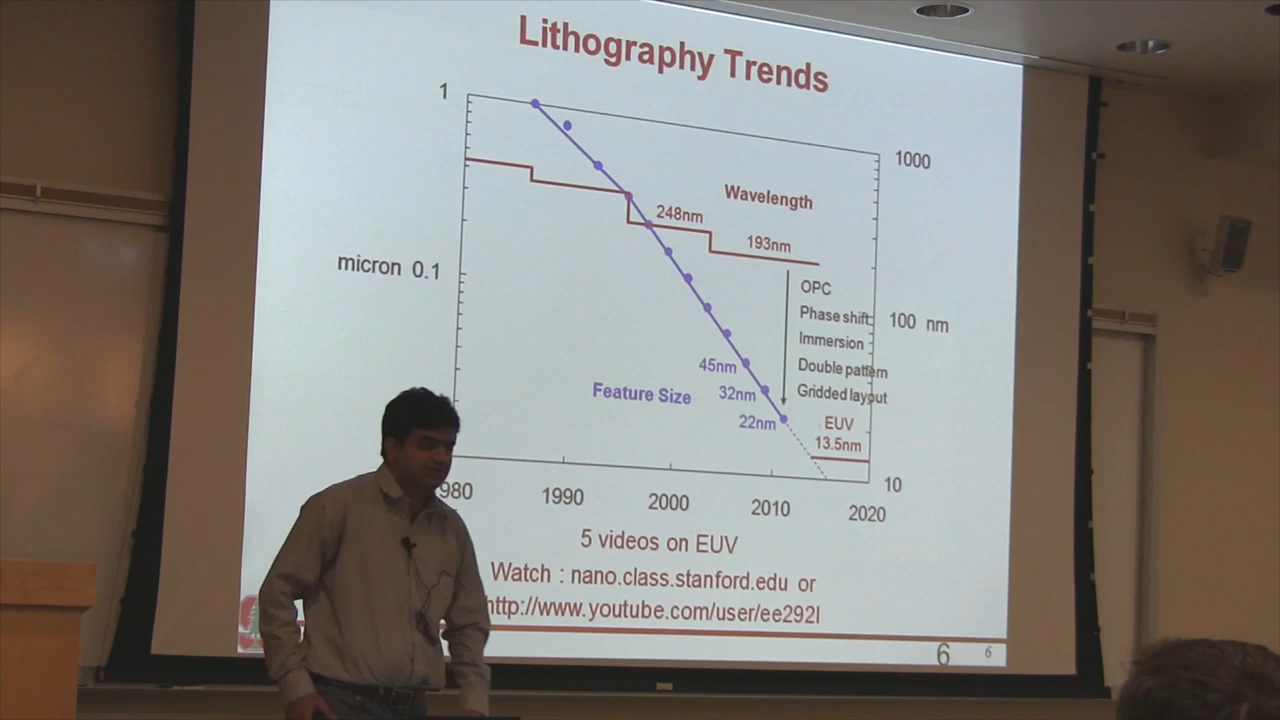 Lithography Trends
1
1000
Wavelength
248nm
193nm
micron 0.1
OPC
Phase shift
100 nm
Immersion
Double pattern
45nm
Gridded layout
Feature Size
32nm
22nm
EUV
13.5nm
10
980
1990
2000
2010
2020
5 videos on EUV
Watch : nano.class.stanford.edu or
http://www.youtube.com/user/ee292l
6
6